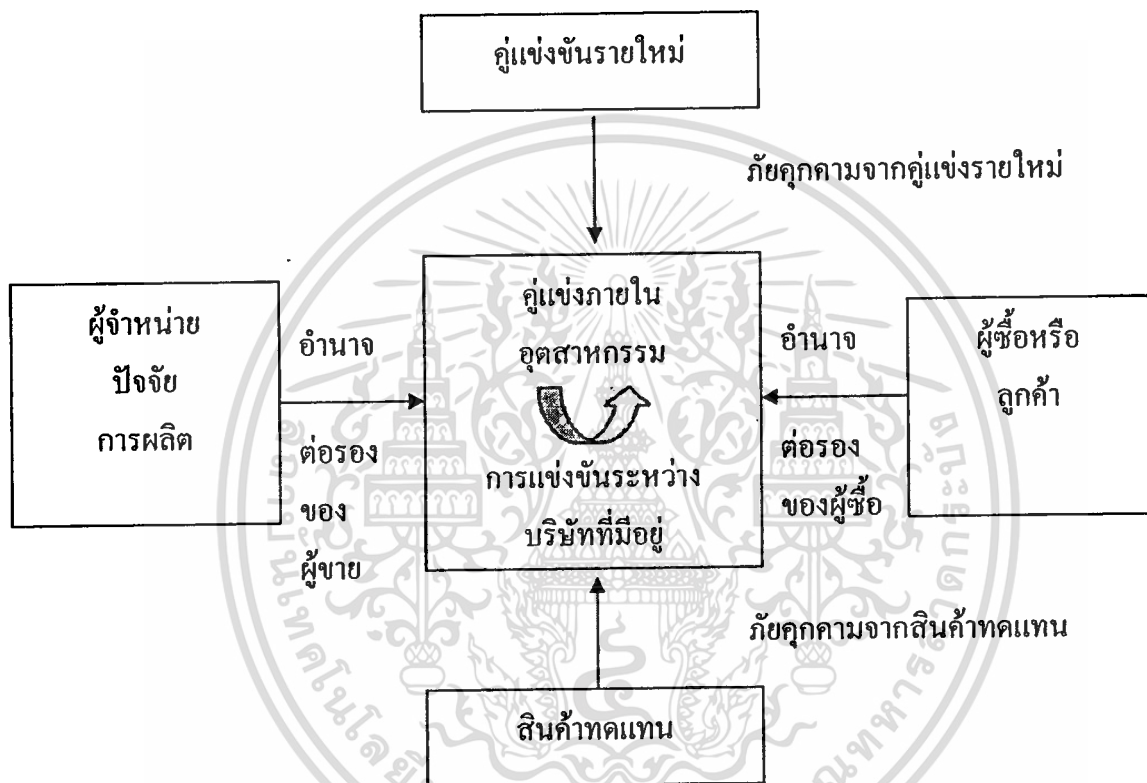 คู่แข่งขันรายใหม่
ภัยคุกคามจากคู่แข่งรายใหม่
ผู้จำหน่าย
ปัจจัย
การผลิต
อำนาจ
ต่อรอง
ของ
ผู้ขาย
คู่แข่งภายใน
อุตสาหกรรม
การแข่งขันระหว่าง
บริษัทที่มีอยู่
อำนาจ
ต่อรอง
ของผู้ซื้อ
ผู้ซื้อหรือ
ลูกค้า
ภัยคุกคามจากสินค้าทดแทน
สินค้าทดแทน